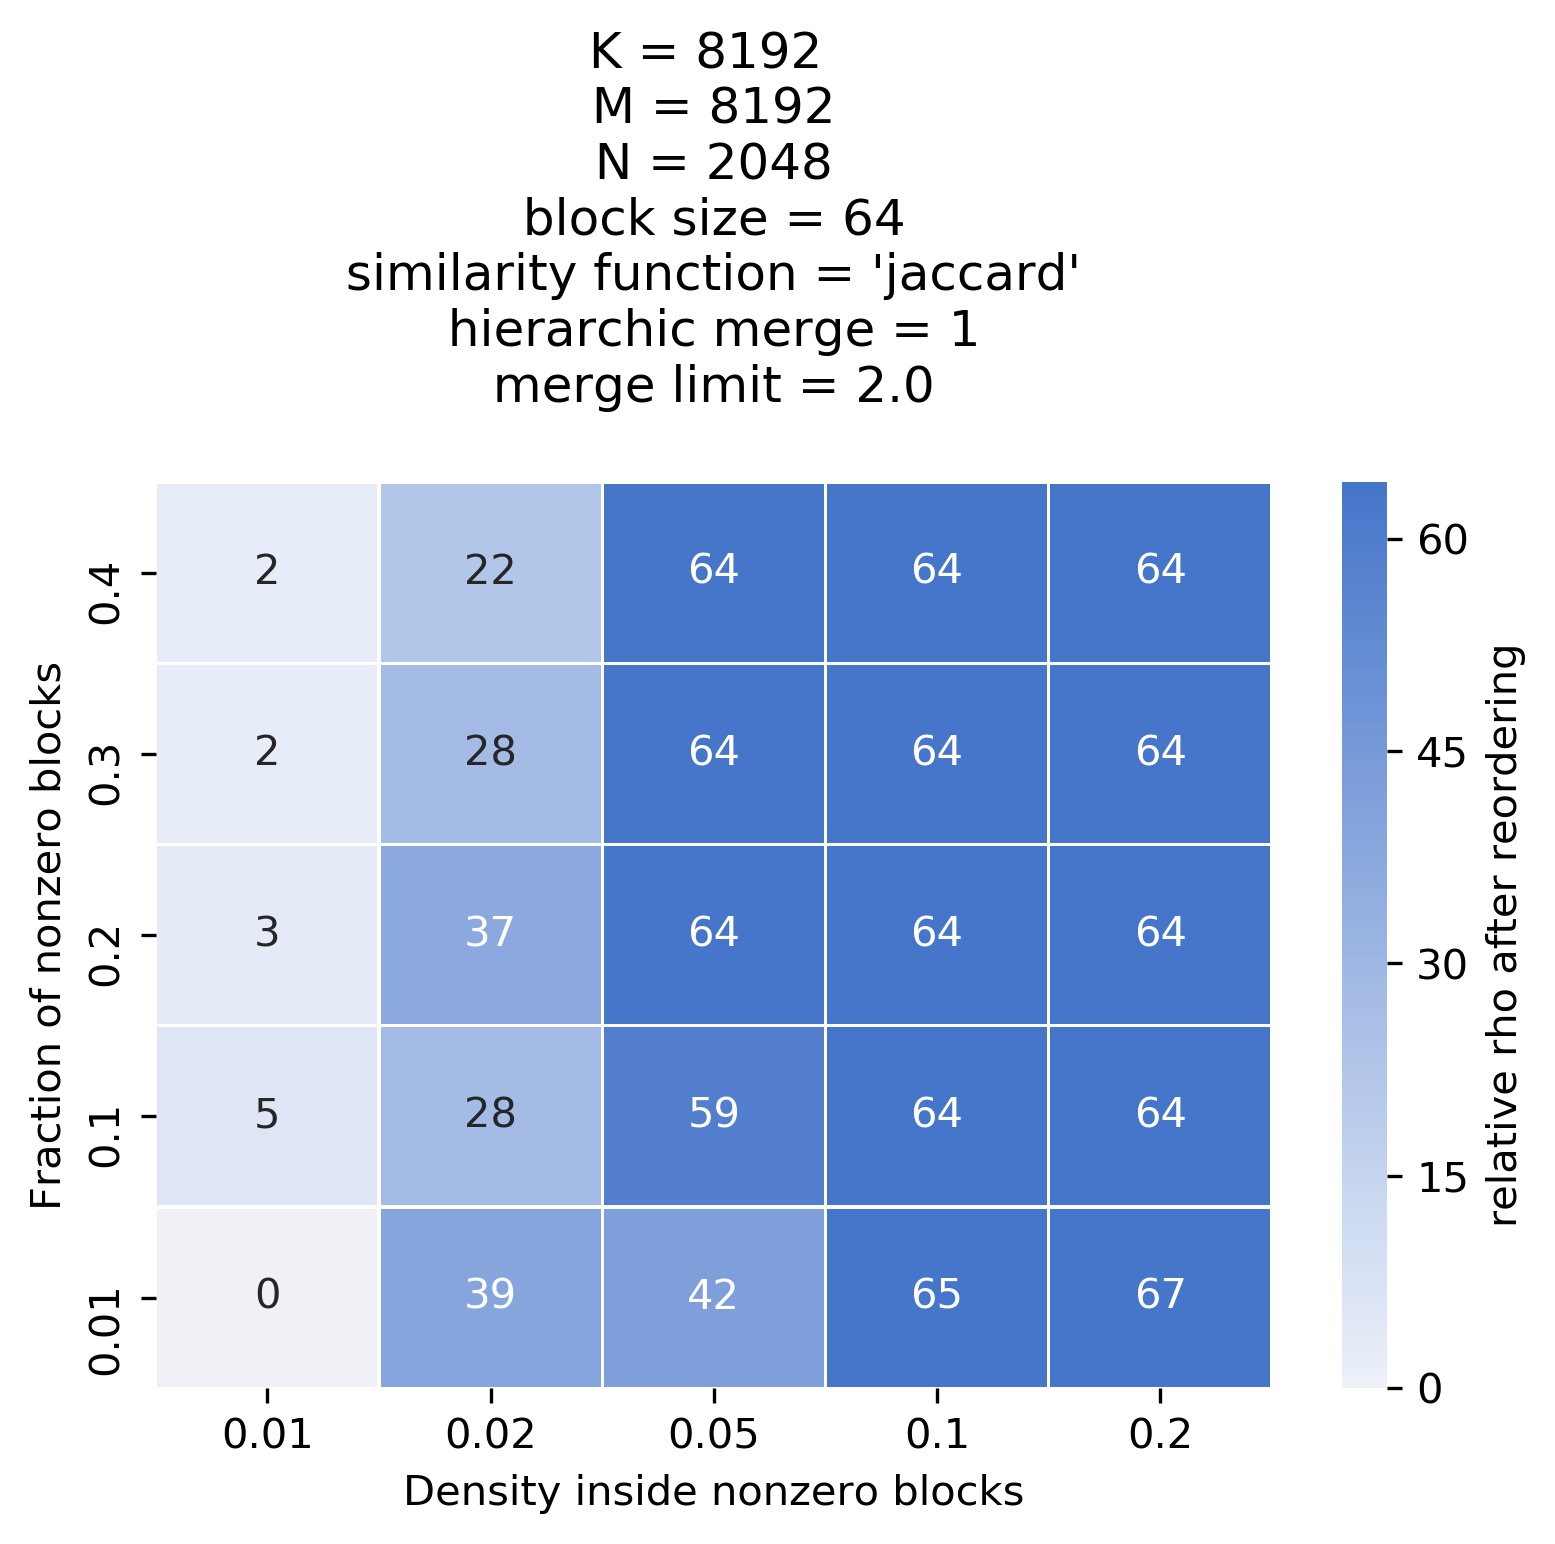 K = 8192
M = 8192
N = 2048
block size = 64
similarity function = 'jaccard'
hierarchic merge = 1
merge limit = 2.0
Fraction of nonzero blocks
0.4 2 22 64 64 64
0.3 2 28 64 64 64
0.2 3 37 64 64 64
0.1 5 28 59 64 64
0.01 0 39 42 65 67
0.01 0.02 0.05 0.1 0.2
Density inside nonzero blocks
60
45
30
15
0
relative rho after reordering